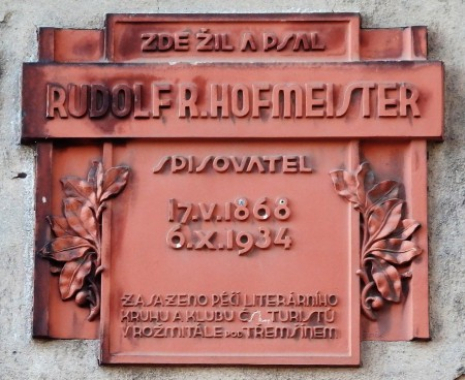 ZDE ŽIL A PSAL
RUDOLF R. HOFMEISTER
SPISOVATEL
17.V.1868
6.X.1934
ZASAZENO PÉČÍ LITERÁRNÍHO
KRUHU A KLUBU ČSL. TURISTŮ
V ROŽMITÁLE POD TŘEMŠÍNEM